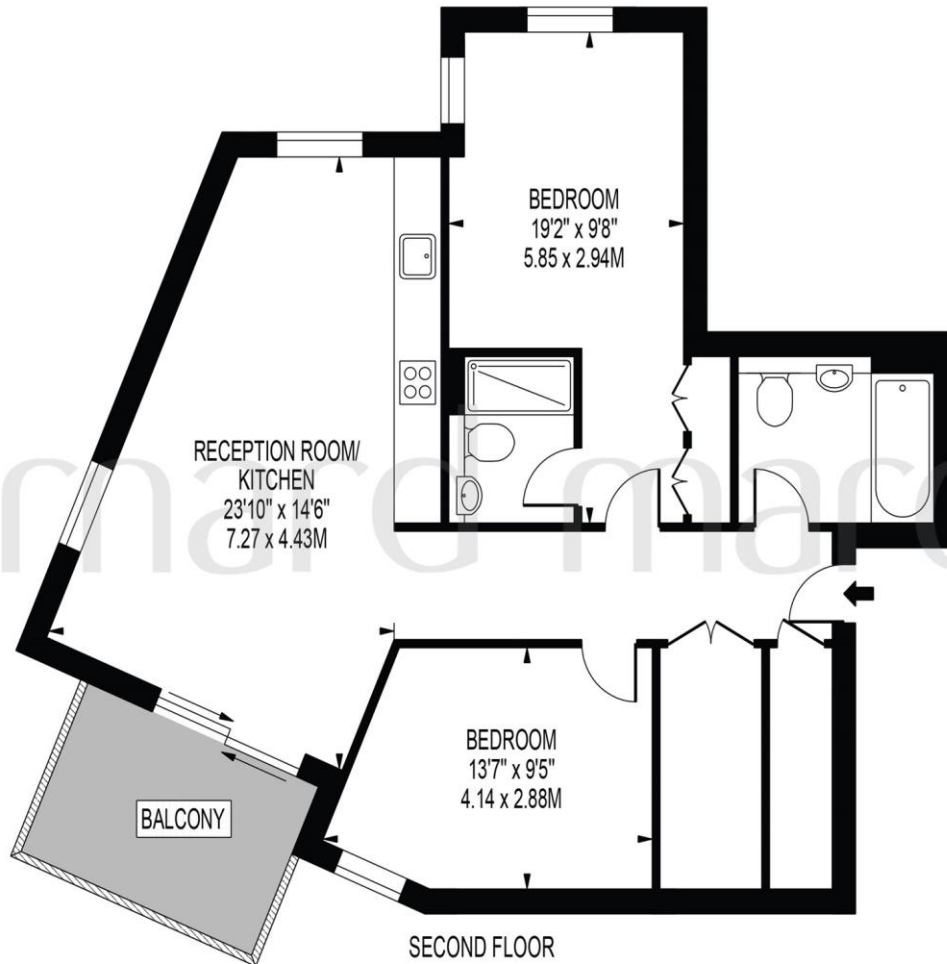 BEDROOM
19'2" x 9'8"
5.85 x 2.94M
RECEPTION ROOM/
KITCHEN
23'10" x 14'6"
7.27 x 4.43M
BEDROOM
13'7" x 9'5"
4.14 x 2.88M
BALCONY
SECOND FLOOR